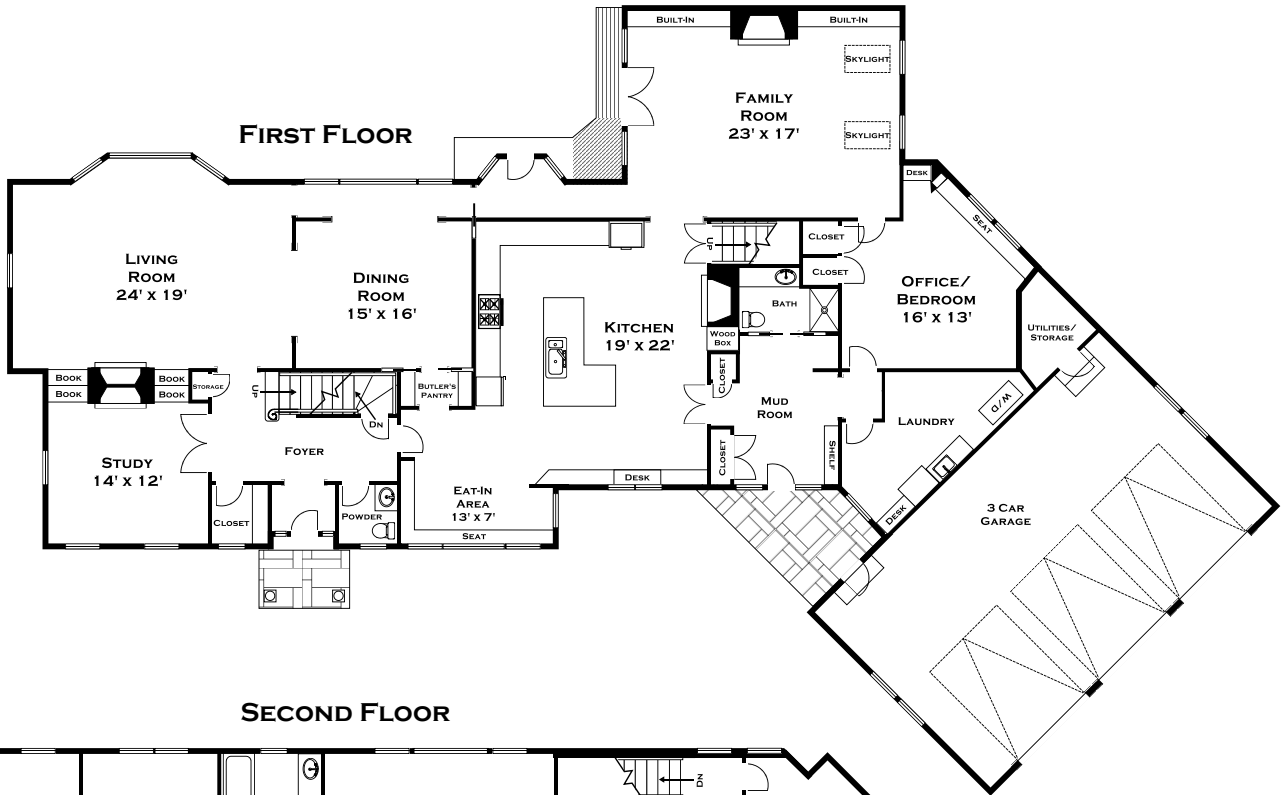 First Floor
Built-In
Built-In
Skylight
Skylight
Family
Room
23' x 17'
Desk
Seat
Living
Room
24' x 19'
Dining
Room
15' x 16'
Kitchen
19' x 22'
Up
Closet
Closet
Bath
Wood
Box
Office/
Bedroom
16' x 13'
Utilities/
Storage
Book
Book
Book
Book
Storage
Up
Dn
Butler's
Pantry
Closet
Mud
Room
Laundry
W/D
Study
14' x 12'
Foyer
Closet
Shelf
Desk
Desk
Eat-In
Area
13' x 7'
Seat
Closet
Powder
3 Car
Garage
Second Floor
Dn